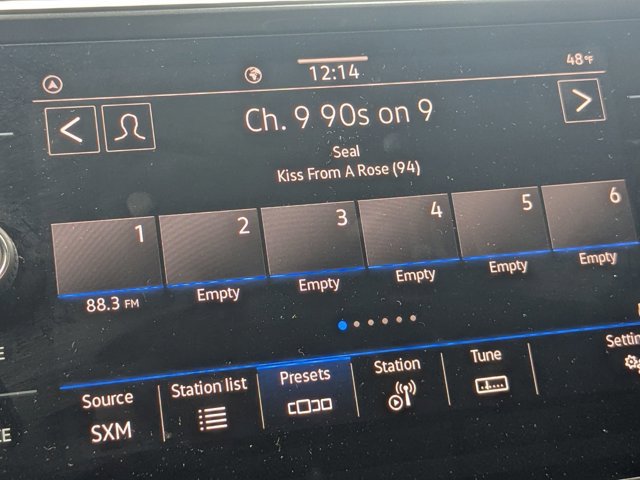 12:14
48°F
Ch. 9 90s on 9
Seal
Kiss From A Rose (94)
1 2 3 4 5 6
88.3 FM Empty Empty Empty Empty Empty
Source Station list Presets Station Tune
SXM